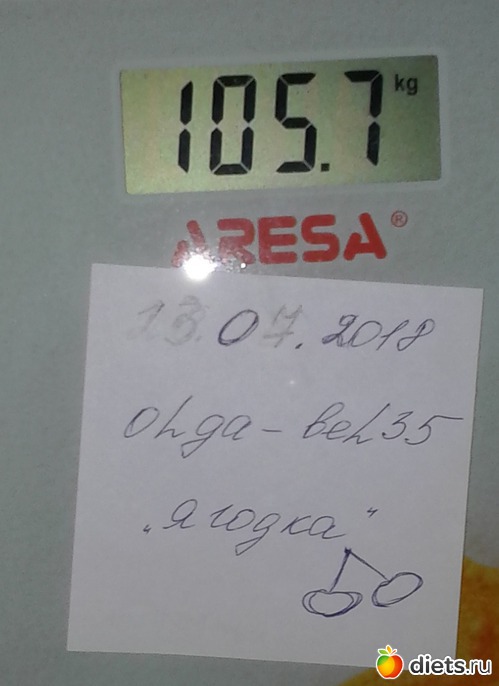 105.7 kg
ARESA®
13.07.2018
oLga-beL35
„Ягодка"
diets.ru